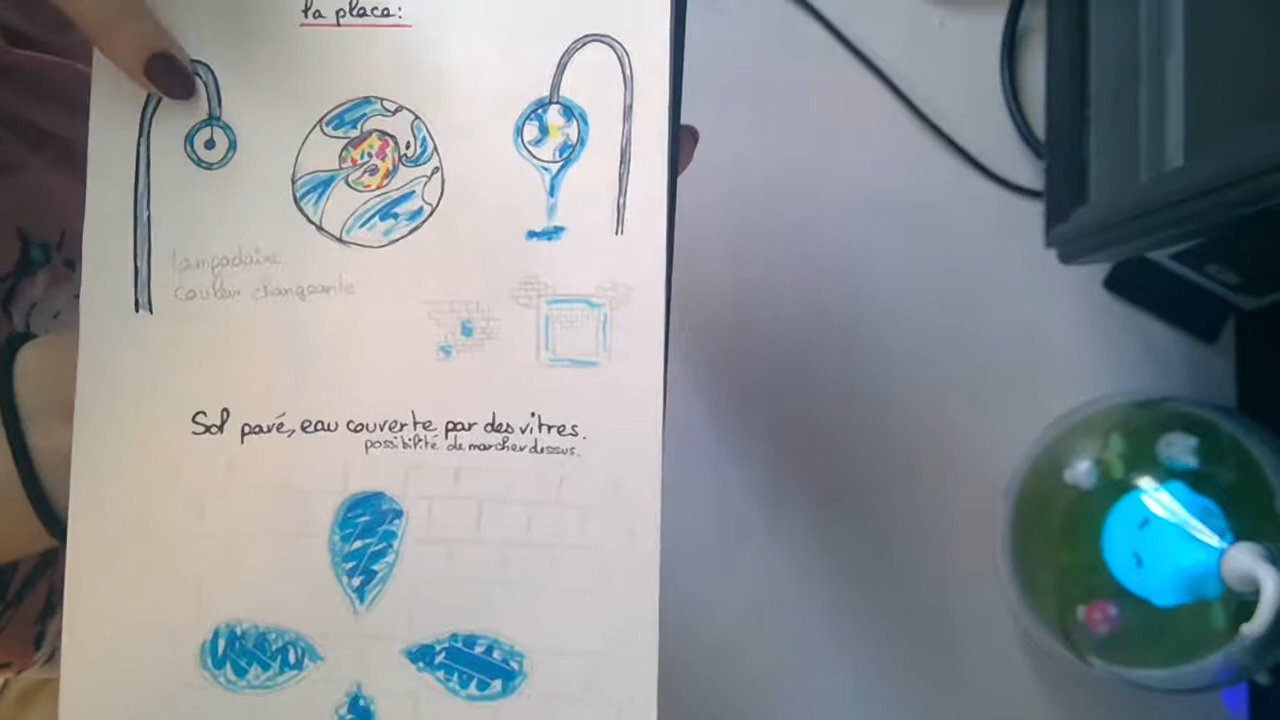 la place:
lampadaire
couleur changeante
Sol pavé, eau couverte par des vitres.
possibilité de marcher dessus.